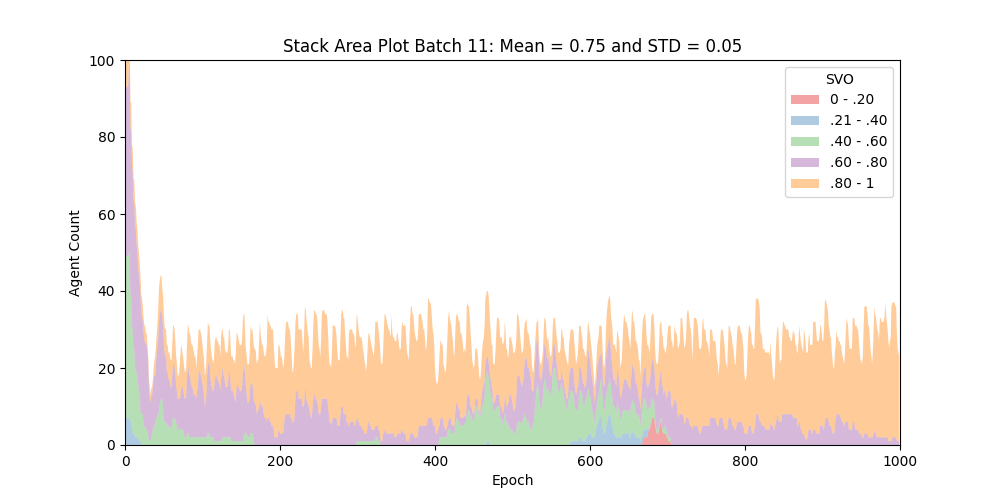 Stack Area Plot Batch 11: Mean = 0.75 and STD = 0.05
100
80
60
40
20
0
Agent Count
0
200
400
600
800
1000
Epoch
SVO
0 - .20
.21 - .40
.40 - .60
.60 - .80
.80 - 1